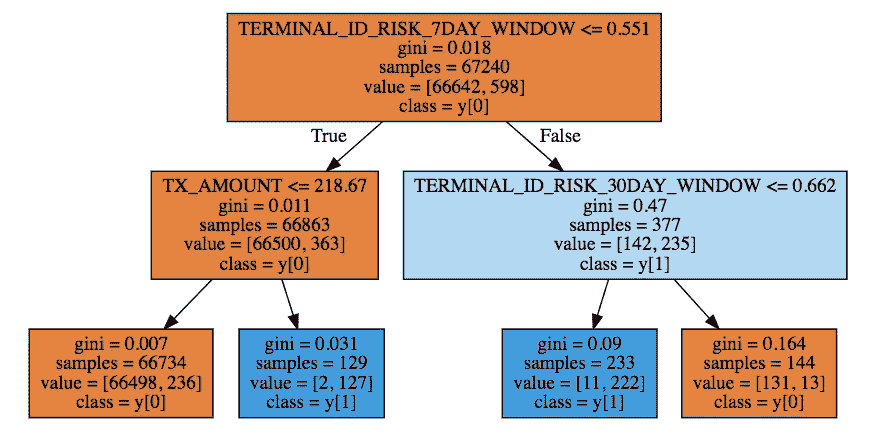 TERMINAL_ID_RISK_7DAY_WINDOW <= 0.551
gini = 0.018
samples = 67240
value = [66642, 598]
class = y[0]
True
False
TX_AMOUNT <= 218.67
gini = 0.011
samples = 66863
value = [66500, 363]
class = y[0]
TERMINAL_ID_RISK_30DAY_WINDOW <= 0.662
gini = 0.47
samples = 377
value = [142, 235]
class = y[1]
gini = 0.007
samples = 66734
value = [66498, 236]
class = y[0]
gini = 0.031
samples = 129
value = [2, 127]
class = y[1]
gini = 0.09
samples = 233
value = [11, 222]
class = y[1]
gini = 0.164
samples = 144
value = [131, 13]
class = y[0]